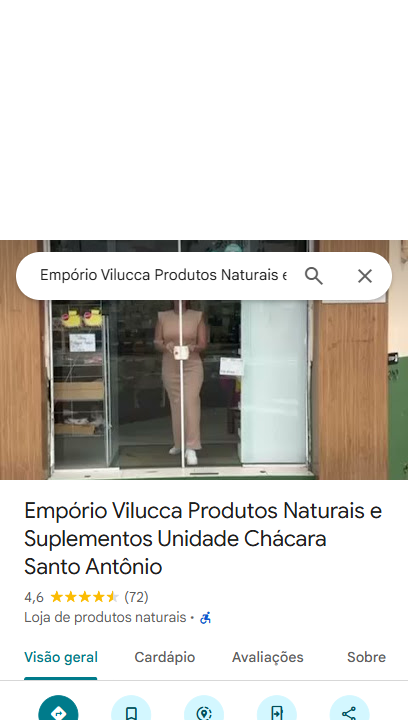 Empório Vilucca Produtos Naturais e
Empório Vilucca Produtos Naturais e
Suplementos Unidade Chácara
Santo Antônio
4,6 (72)
Loja de produtos naturais ·
Visão geral
Cardápio
Avaliações
Sobre